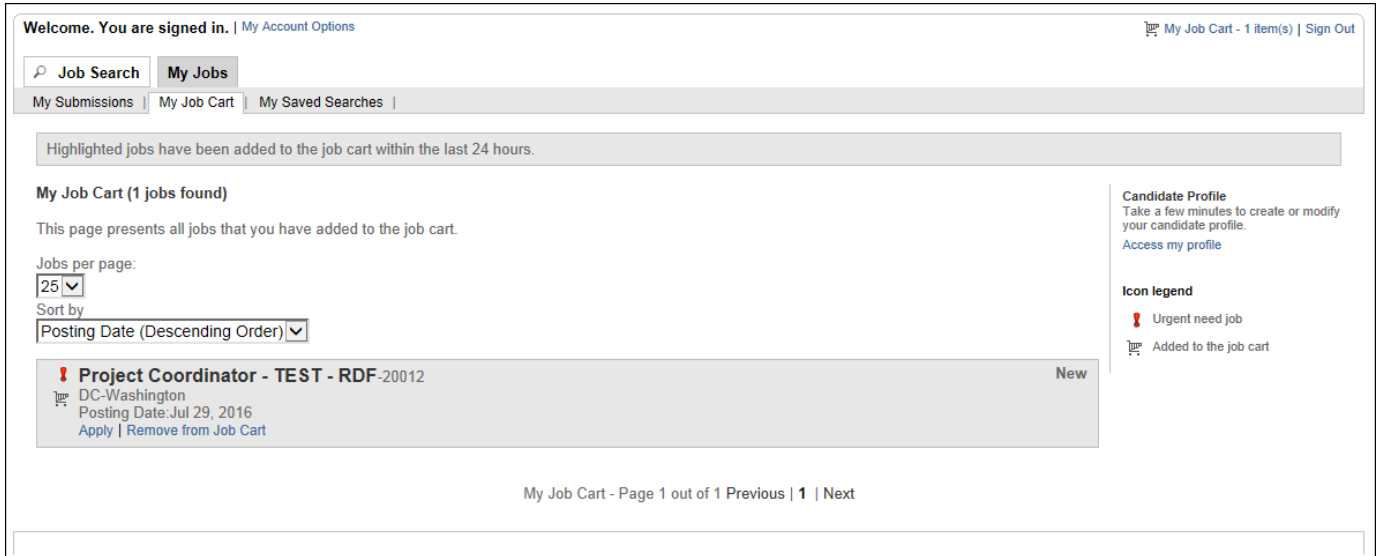 Welcome. You are signed in. | My Account Options
My Job Cart - 1 item(s) | Sign Out
Job Search
My Jobs
My Submissions | My Job Cart | My Saved Searches |
Highlighted jobs have been added to the job cart within the last 24 hours.
My Job Cart (1 jobs found)
This page presents all jobs that you have added to the job cart.
Jobs per page:
25
Sort by
Posting Date (Descending Order)
Project Coordinator - TEST - RDF-20012
New
DC-Washington
Posting Date:Jul 29, 2016
Apply | Remove from Job Cart
My Job Cart - Page 1 out of 1 Previous | 1 | Next
Candidate Profile
Take a few minutes to create or modify
your candidate profile.
Access my profile
Icon legend
Urgent need job
Added to the job cart